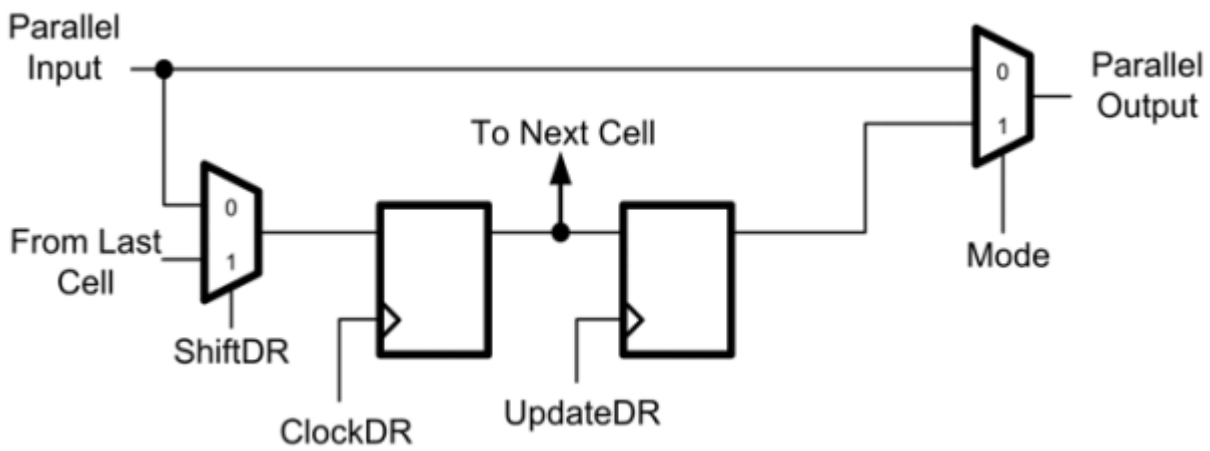 Parallel
Input
0
Parallel
Output
1
To Next Cell
0
From Last
Cell
1
Mode
ShiftDR
UpdateDR
ClockDR